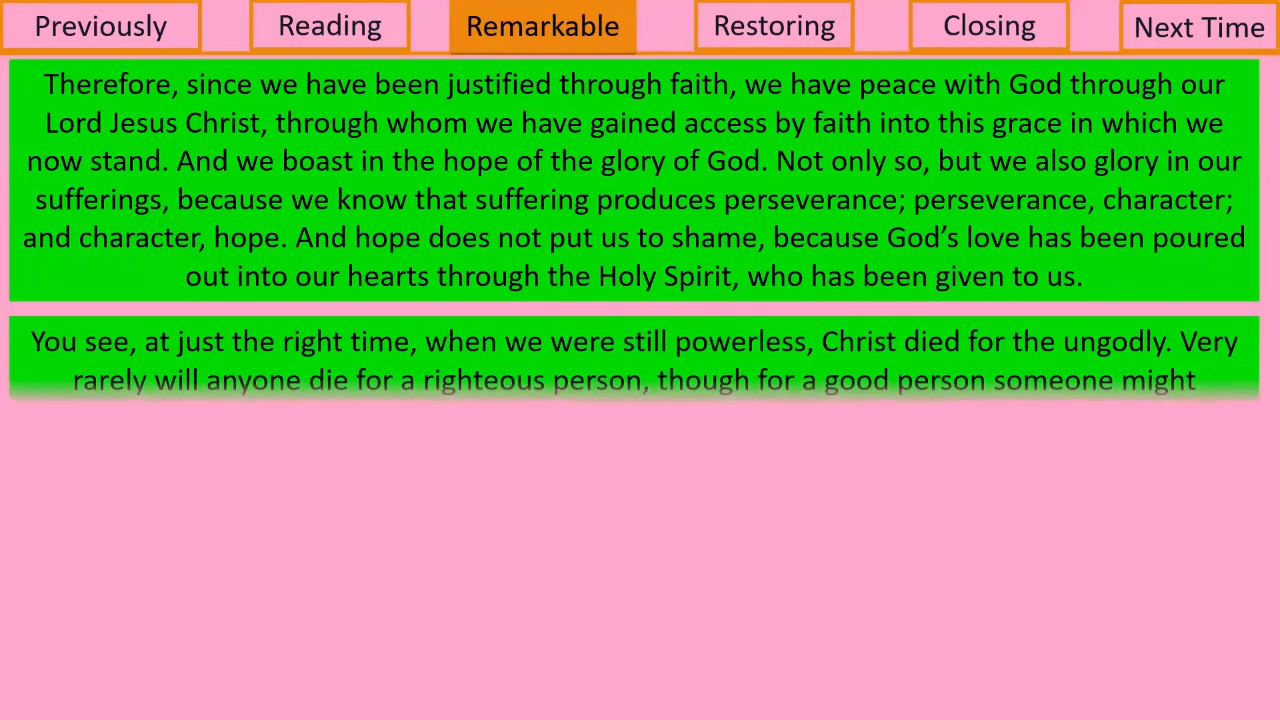 Previously Reading Remarkable Restoring Closing Next Time
Therefore, since we have been justified through faith, we have peace with God through our
Lord Jesus Christ, through whom we have gained access by faith into this grace in which we
now stand. And we boast in the hope of the glory of God. Not only so, but we also glory in our
sufferings, because we know that suffering produces perseverance; perseverance, character;
and character, hope. And hope does not put us to shame, because God’s love has been poured
out into our hearts through the Holy Spirit, who has been given to us.
You see, at just the right time, when we were still powerless, Christ died for the ungodly. Very
rarely will anyone die for a righteous person, though for a good person someone might